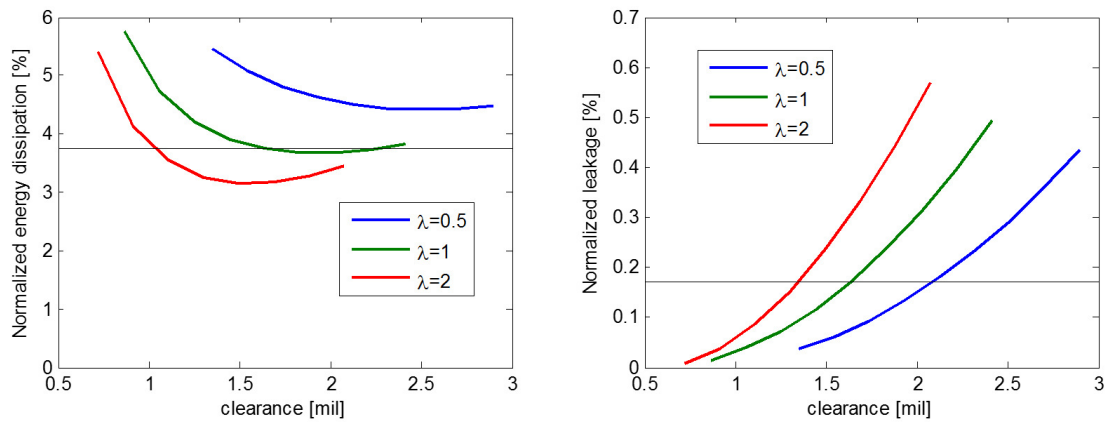 Normalized energy dissipation [%]
6
5
4
3
2
1
0
0.5 1 1.5 2 2.5 3
clearance [mil]
λ=0.5
λ=1
λ=2
Normalized leakage [%]
0.7
0.6
0.5
0.4
0.3
0.2
0.1
0
0.5 1 1.5 2 2.5 3
clearance [mil]
λ=0.5
λ=1
λ=2